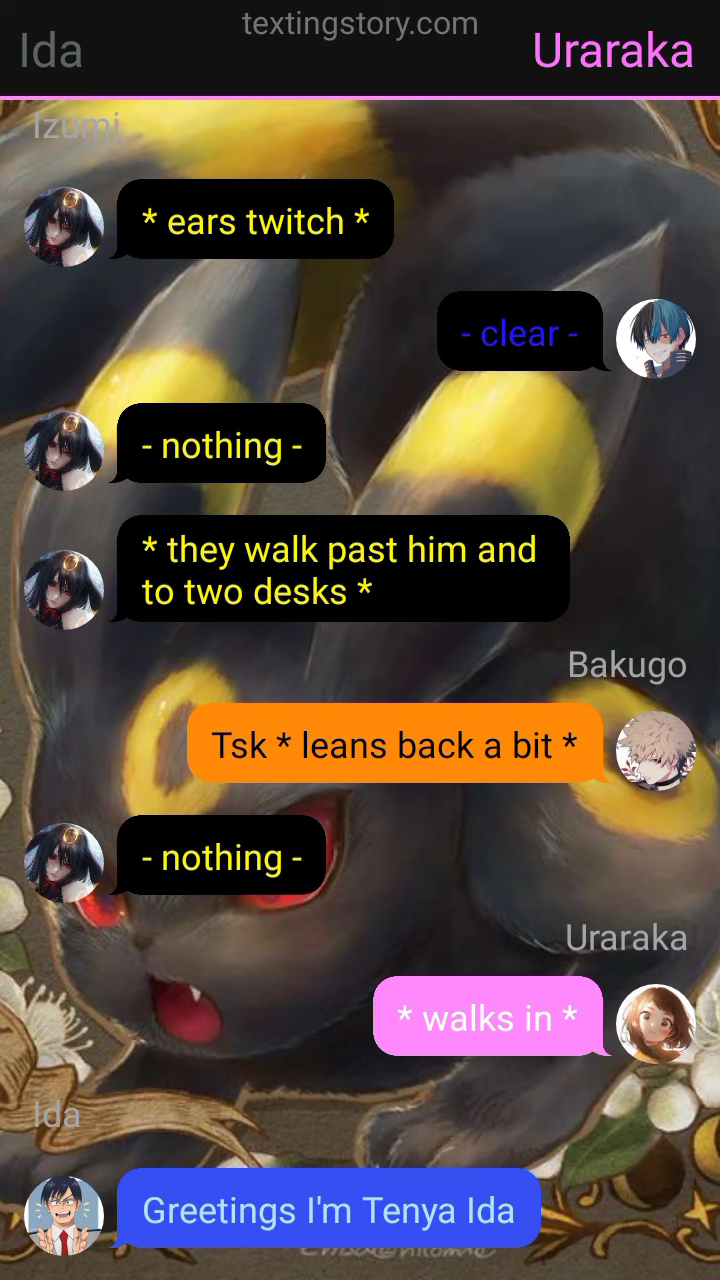 textingstory.com
Ida
Uraraka
Izumi
* ears twitch *
- clear -
- nothing -
* they walk past him and
to two desks *
Bakugo
Tsk * leans back a bit *
- nothing -
Uraraka
* walks in *
Ida
Greetings I'm Tenya Ida